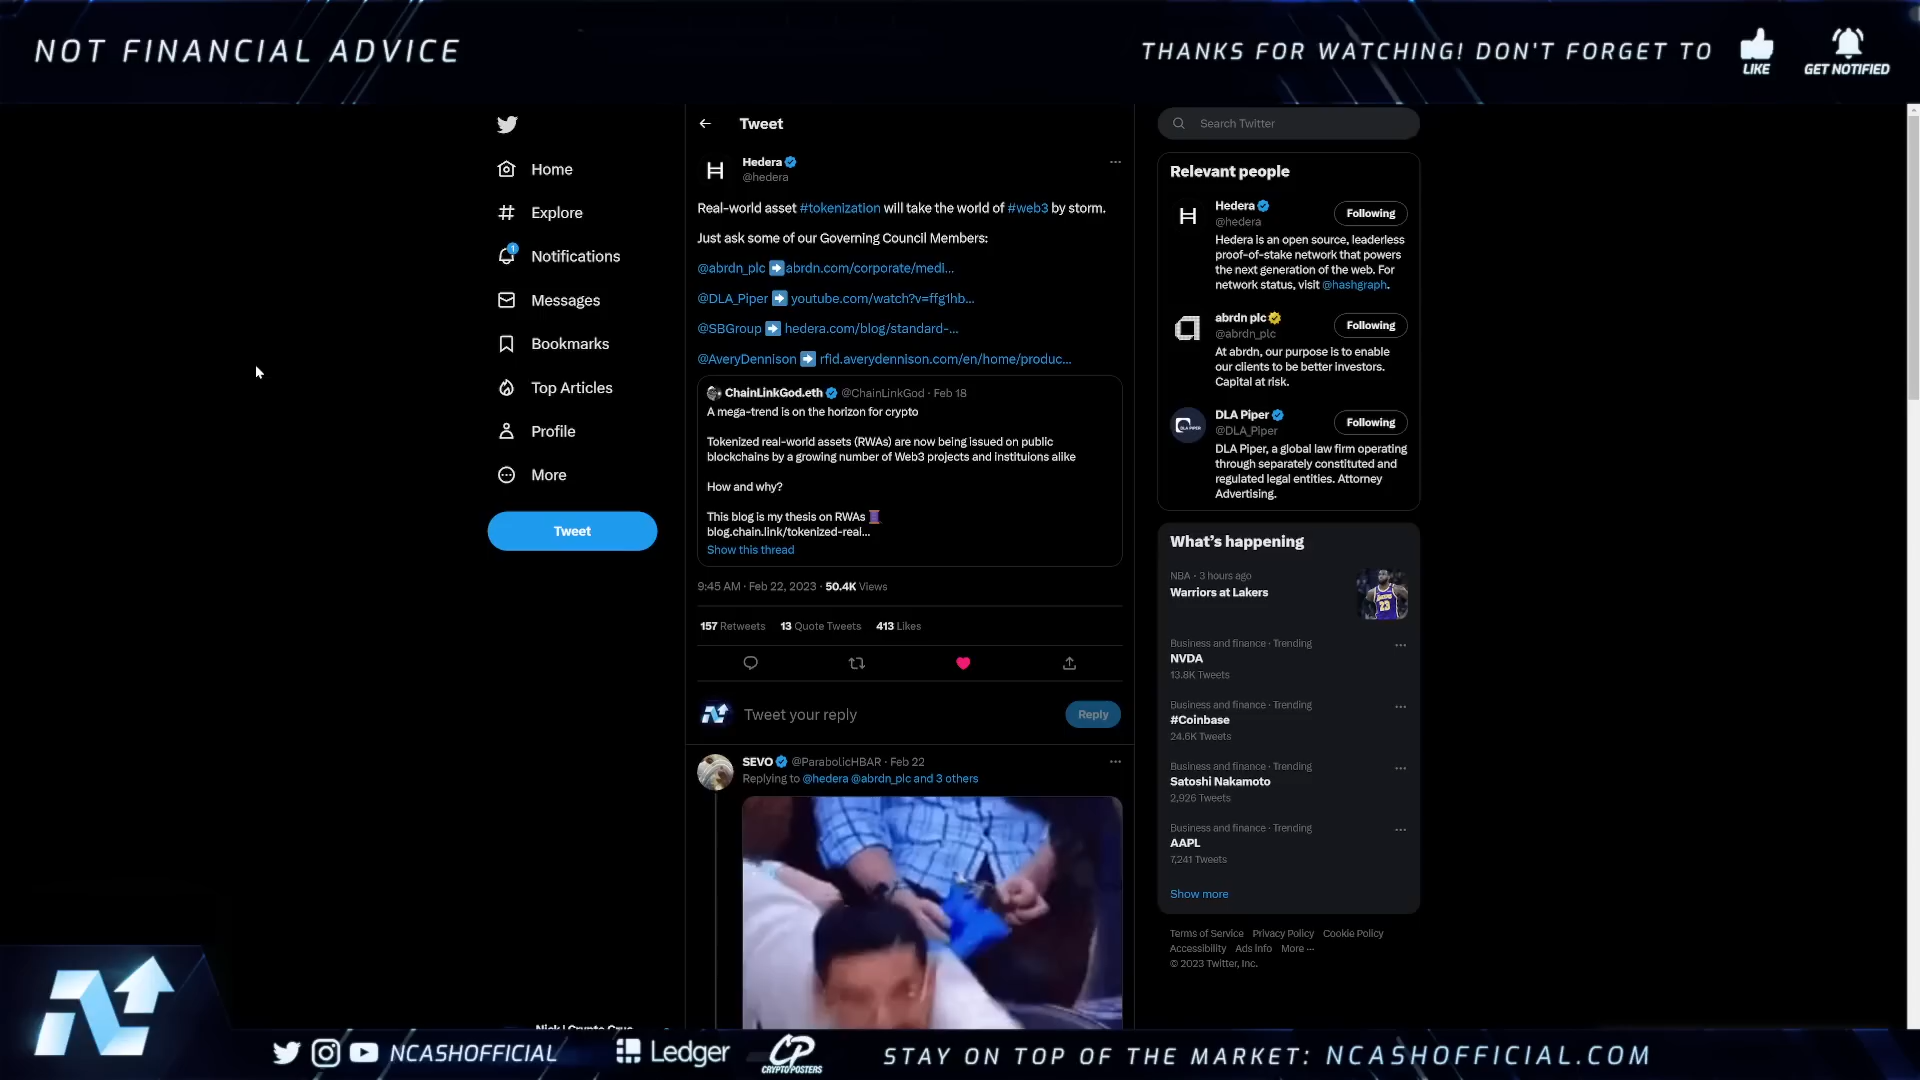 NOT FINANCIAL ADVICE
THANKS FOR WATCHING! DON'T FORGET TO
LIKE
GET NOTIFIED
Home
Explore
1
Notifications
Messages
Bookmarks
Top Articles
Profile
More
Tweet
Tweet
Hedera
@hedera
Real-world asset #tokenization will take the world of #web3 by storm.
Just ask some of our Governing Council Members:
@abrdn_plc ➡️abrdn.com/corporate/medi...
@DLA_Piper ➡️ youtube.com/watch?v=ffg1hb...
@SBGroup ➡️ hedera.com/blog/standard-...
@AveryDennison ➡️ rfid.averydennison.com/en/home/produc...
ChainLinkGod.eth @ChainLinkGod · Feb 18
A mega-trend is on the horizon for crypto
Tokenized real-world assets (RWAs) are now being issued on public
blockchains by a growing number of Web3 projects and instituions alike
How and why?
This blog is my thesis on RWAs 🧵
blog.chain.link/tokenized-real...
Show this thread
9:45 AM · Feb 22, 2023 · 50.4K Views
157 Retweets 13 Quote Tweets 413 Likes
Tweet your reply
Reply
SEVO @ParabolicHBAR · Feb 22
Replying to @hedera @abrdn_plc and 3 others
Search Twitter
Relevant people
Hedera
@hedera
Following
Hedera is an open source, leaderless
proof-of-stake network that powers
the next generation of the web. For
network status, visit @hashgraph.
abrdn plc
@abrdn_plc
Following
At abrdn, our purpose is to enable
our clients to be better investors.
Capital at risk.
DLA PIPER
DLA Piper
@DLA_Piper
Following
DLA Piper, a global law firm operating
through separately constituted and
regulated legal entities. Attorney
Advertising.
What's happening
NBA · 3 hours ago
Warriors at Lakers
23
Business and finance · Trending
NVDA
13.8K Tweets
Business and finance · Trending
#Coinbase
24.6K Tweets
Business and finance · Trending
Satoshi Nakamoto
2,926 Tweets
Business and finance · Trending
AAPL
7,241 Tweets
Show more
Terms of Service Privacy Policy Cookie Policy
Accessibility Ads info More ···
© 2023 Twitter, Inc.
NCASHOFFICIAL
Ledger
CP
CRYPTOPOSTERS
STAY ON TOP OF THE MARKET: NCASHOFFICIAL.COM